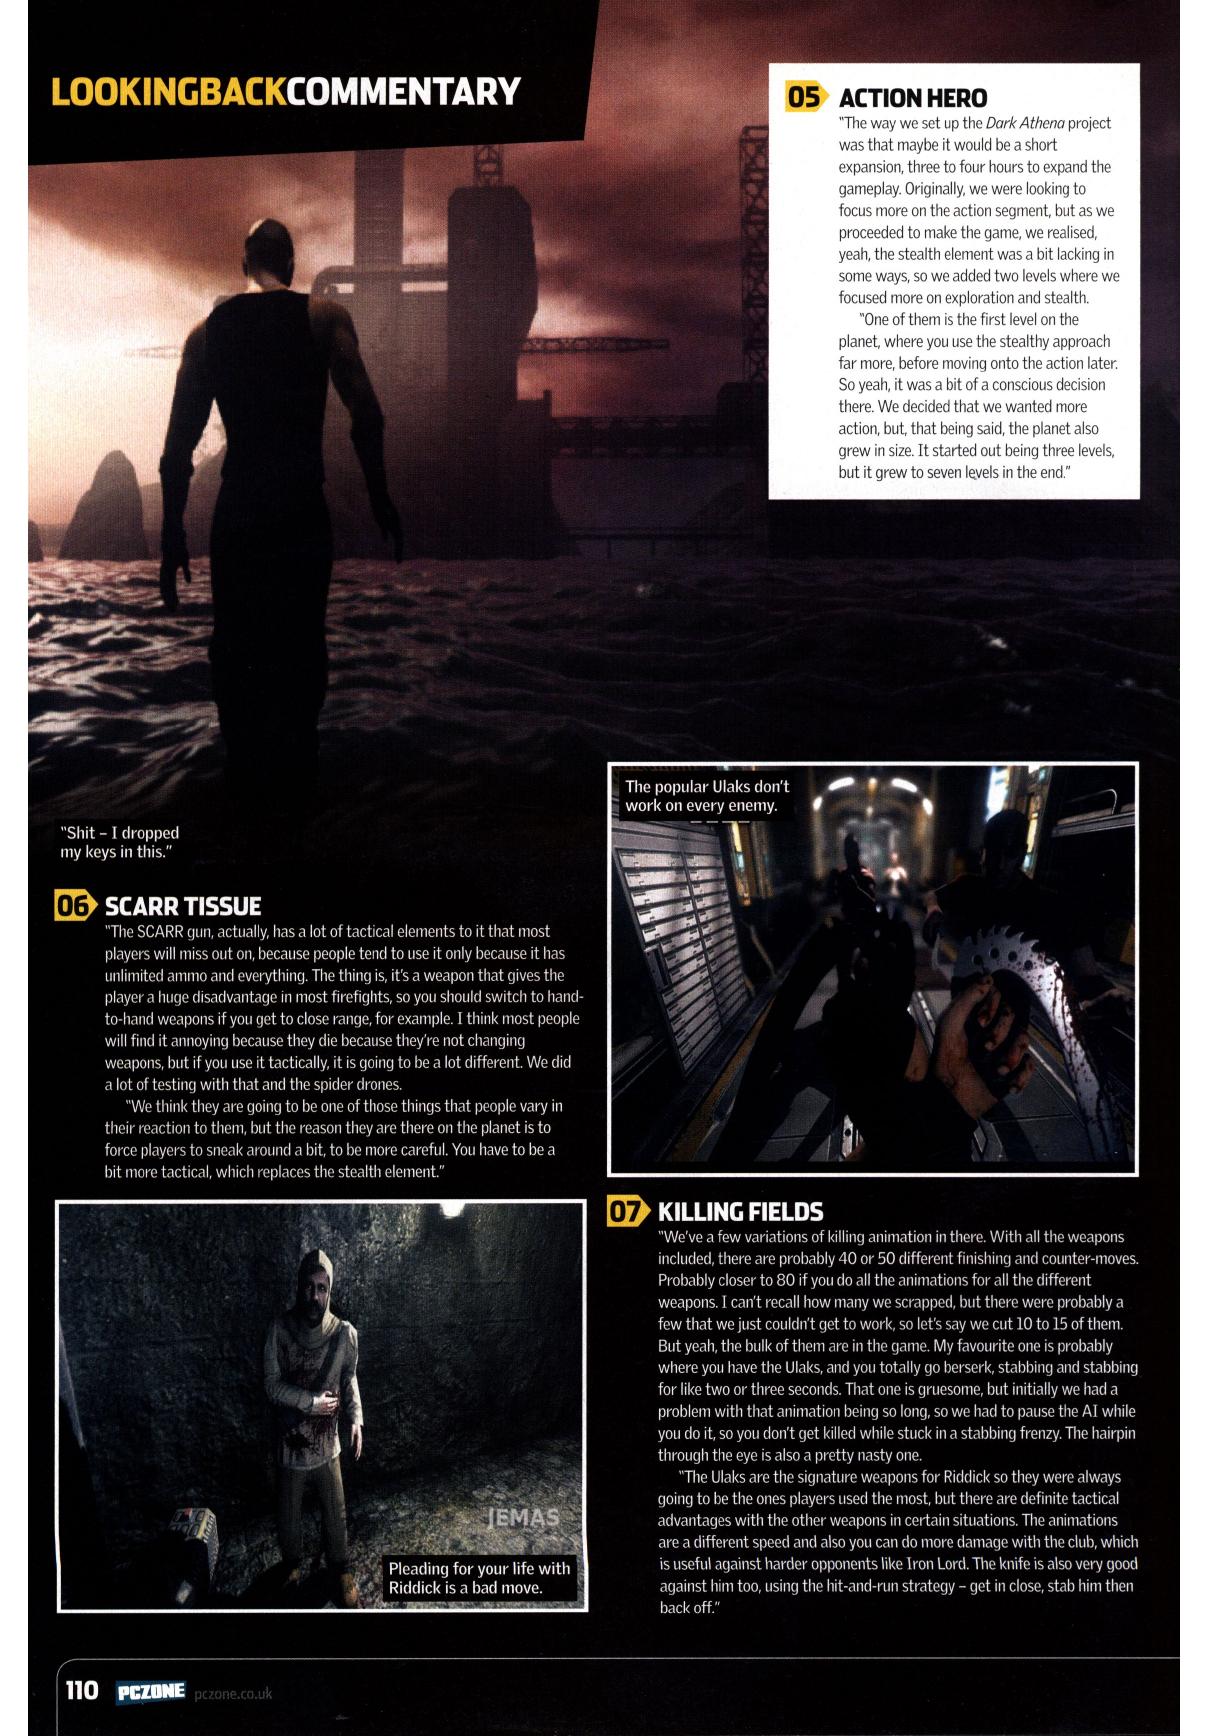 LOOKINGBACKCOMMENTARY
05 ACTION HERO
“The way we set up the Dark Athena project
was that maybe it would be a short
expansion, three to four hours to expand the
gameplay. Originally, we were looking to
focus more on the action segment, but as we
proceeded to make the game, we realised,
yeah, the stealth element was a bit lacking in
some ways, so we added two levels where we
focused more on exploration and stealth.
“One of them is the first level on the
planet, where you use the stealthy approach
far more, before moving onto the action later.
So yeah, it was a bit of a conscious decision
there. We decided that we wanted more
action, but, that being said, the planet also
grew in size. It started out being three levels,
but it grew to seven levels in the end.”
“Shit – I dropped
my keys in this.”
06 SCARR TISSUE
“The SCARR gun, actually, has a lot of tactical elements to it that most
players will miss out on, because people tend to use it only because it has
unlimited ammo and everything. The thing is, it’s a weapon that gives the
player a huge disadvantage in most firefights, so you should switch to hand-
to-hand weapons if you get to close range, for example. I think most people
will find it annoying because they die because they’re not changing
weapons, but if you use it tactically, it is going to be a lot different. We did
a lot of testing with that and the spider drones.
“We think they are going to be one of those things that people vary in
their reaction to them, but the reason they are there on the planet is to
force players to sneak around a bit, to be more careful. You have to be a
bit more tactical, which replaces the stealth element.”
JEMAS
Pleading for your life with
Riddick is a bad move.
The popular Ulaks don’t
work on every enemy.
07 KILLING FIELDS
“We’ve a few variations of killing animation in there. With all the weapons
included, there are probably 40 or 50 different finishing and counter-moves.
Probably closer to 80 if you do all the animations for all the different
weapons. I can’t recall how many we scrapped, but there were probably a
few that we just couldn’t get to work, so let’s say we cut 10 to 15 of them.
But yeah, the bulk of them are in the game. My favourite one is probably
where you have the Ulaks, and you totally go berserk, stabbing and stabbing
for like two or three seconds. That one is gruesome, but initially we had a
problem with that animation being so long, so we had to pause the AI while
you do it, so you don’t get killed while stuck in a stabbing frenzy. The hairpin
through the eye is also a pretty nasty one.
“The Ulaks are the signature weapons for Riddick so they were always
going to be the ones players used the most, but there are definite tactical
advantages with the other weapons in certain situations. The animations
are a different speed and also you can do more damage with the club, which
is useful against harder opponents like Iron Lord. The knife is also very good
against him too, using the hit-and-run strategy – get in close, stab him then
back off.”
110 PCZONE pczone.co.uk